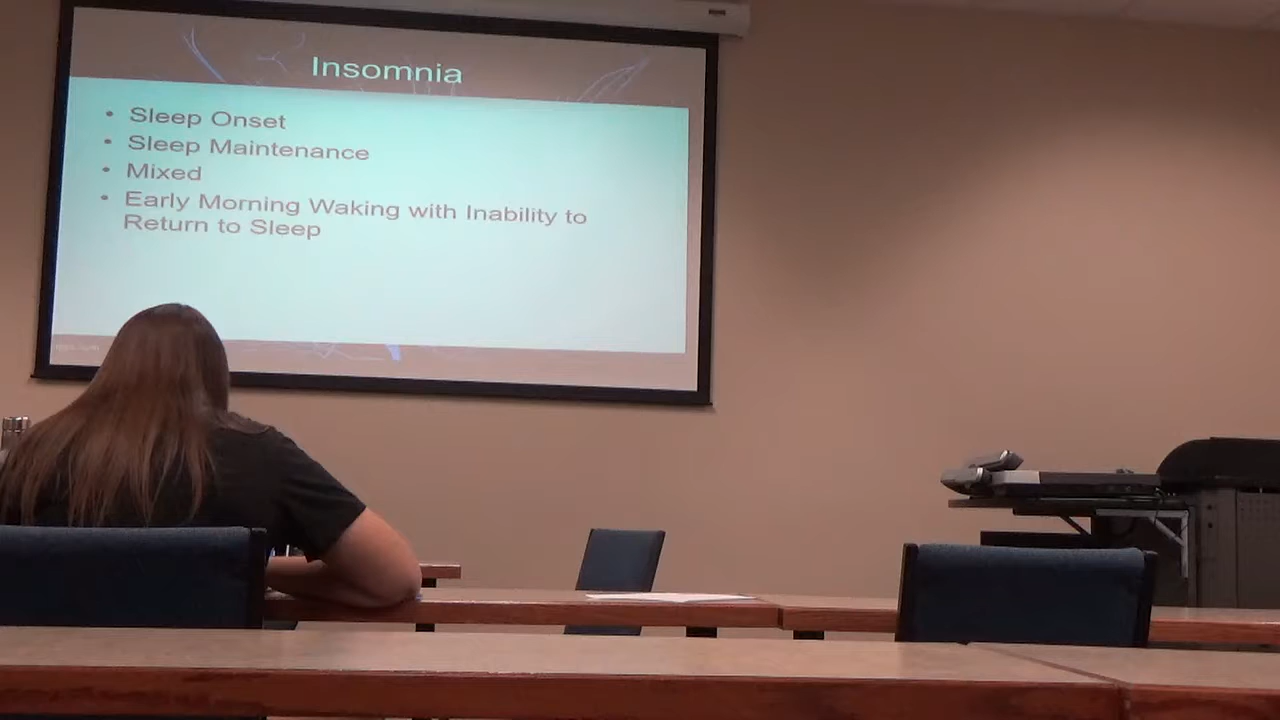 Insomnia
• Sleep Onset
• Sleep Maintenance
• Mixed
• Early Morning Waking with Inability to
Return to Sleep